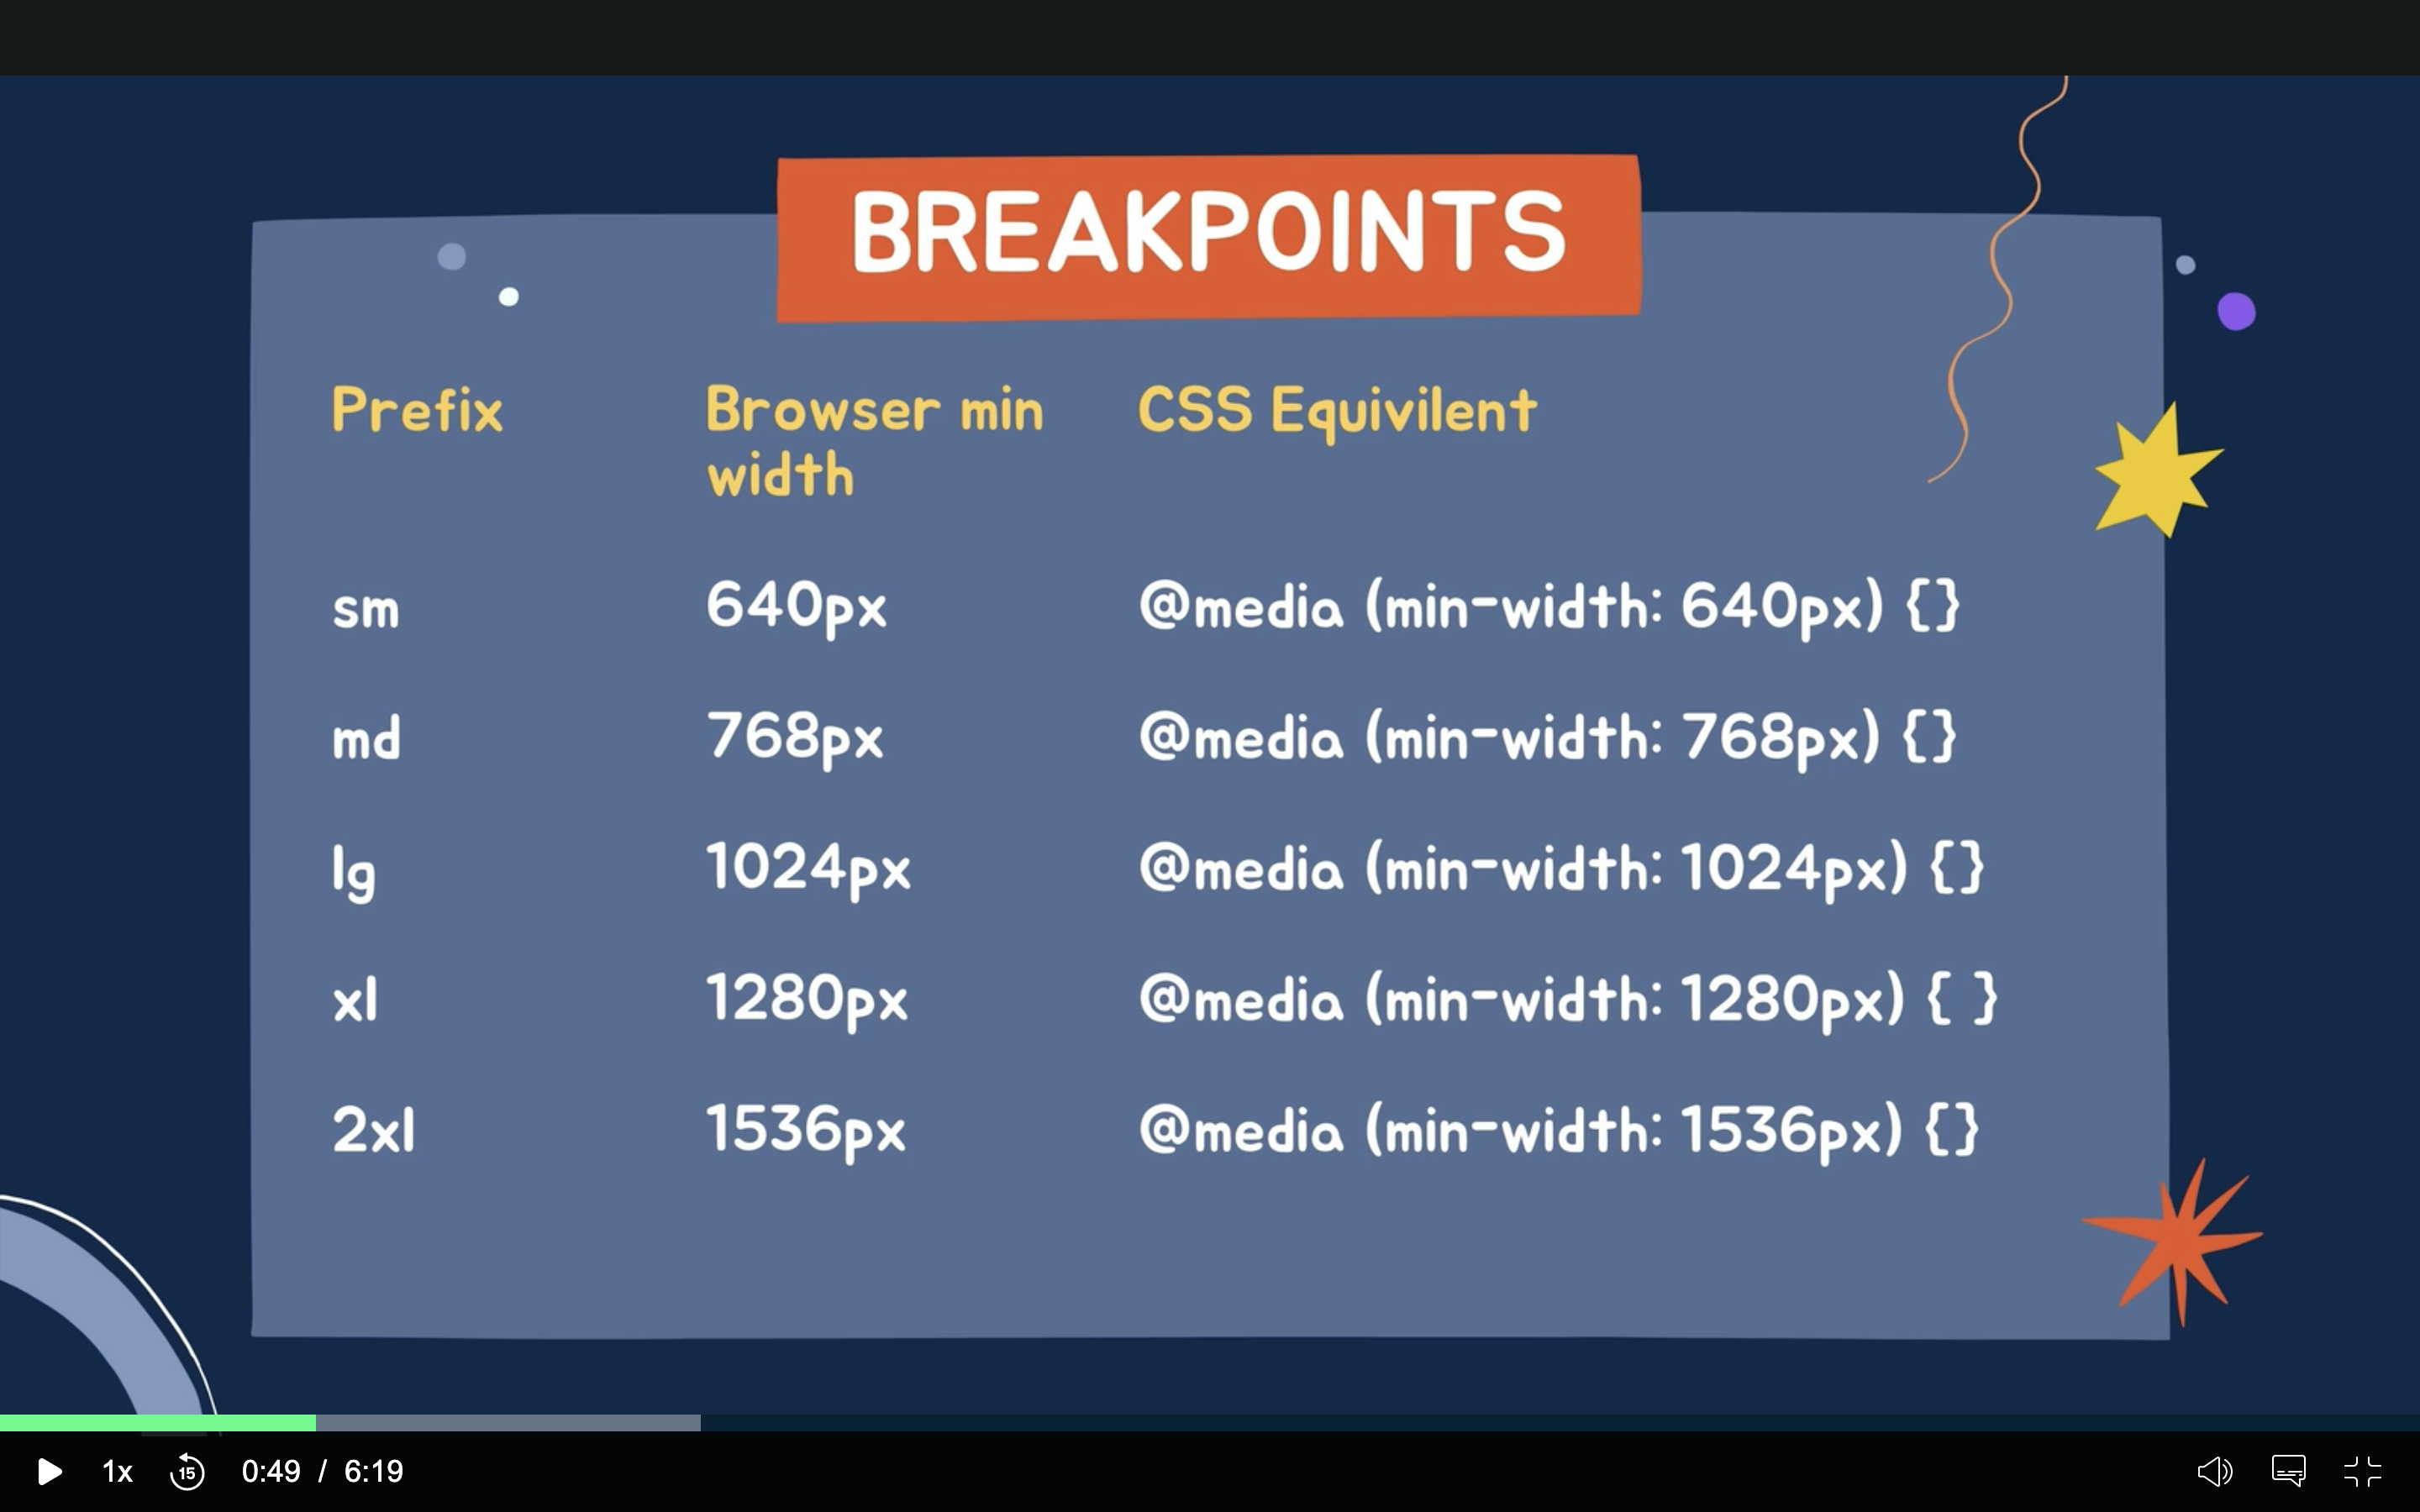 BREAKPOINTS
Prefix
Browser min
width
CSS Equivilent
sm 640px @media (min-width: 640px) {}
md 768px @media (min-width: 768px) {}
lg 1024px @media (min-width: 1024px) {}
xl 1280px @media (min-width: 1280px) { }
2xl 1536px @media (min-width: 1536px) {}
1x 15 0:49 / 6:19